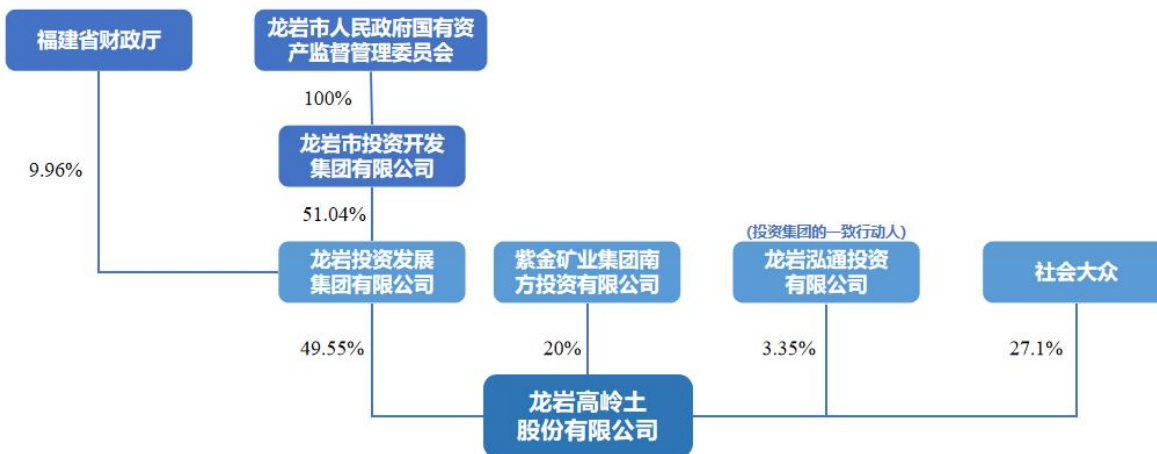 福建省财政厅
龙岩市人民政府国有资
产监督管理委员会
100%
龙岩市投资开发
集团有限公司
9.96%
51.04%
(投资集团的一致行动人)
龙岩投资发展
集团有限公司
紫金矿业集团南
方投资有限公司
龙岩泓通投资
有限公司
社会大众
49.55%
20%
3.35%
27.1%
龙岩高岭土
股份有限公司